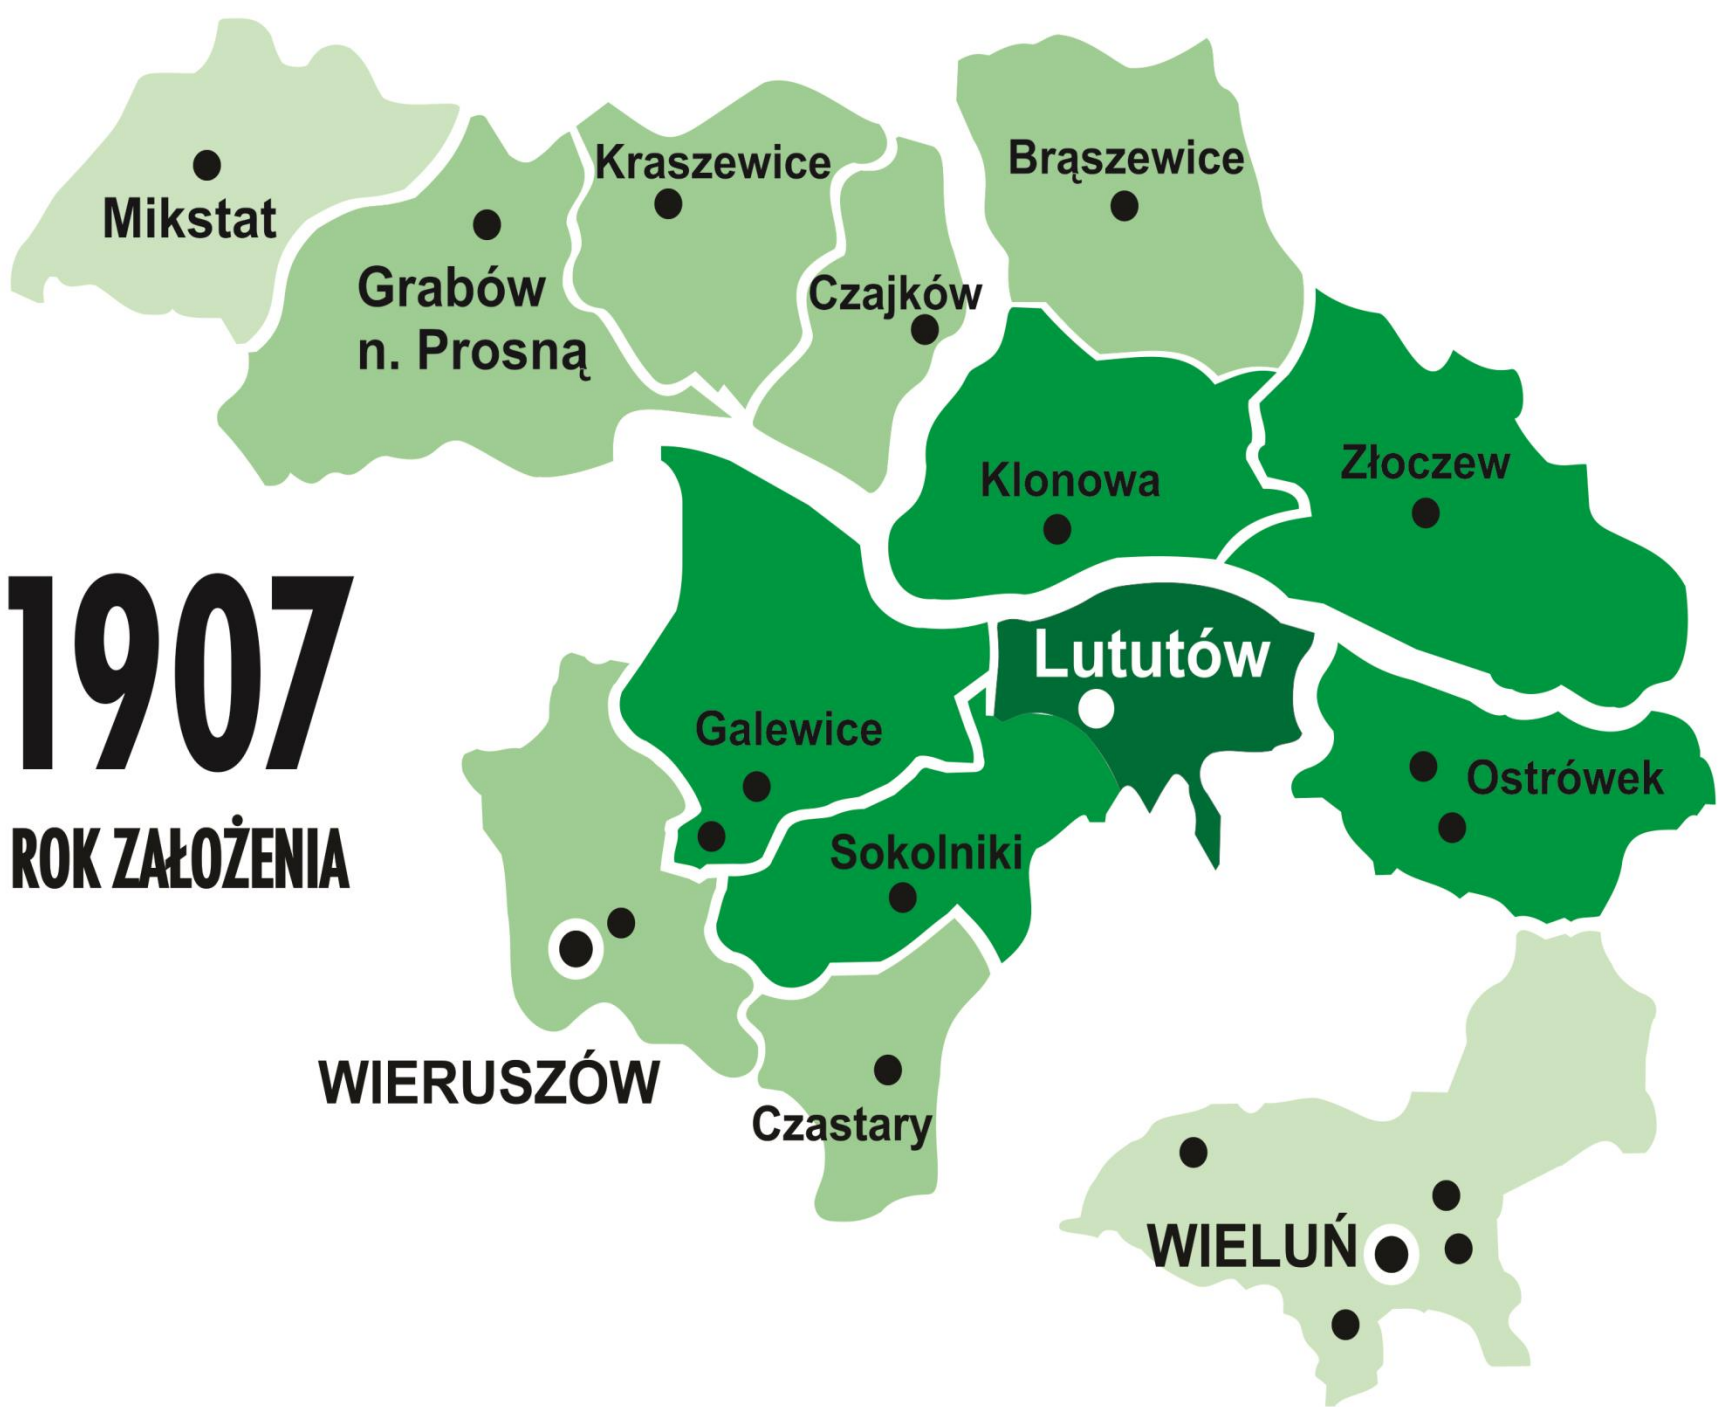 Mikstat
Grabów
n. Prosną
Kraszewice
Czajków
Brąszewice
Klonowa
Złoczew
Lututów
Galewice
Sokolniki
Ostrówek
1907
ROK ZAŁOŻENIA
WIERUSZÓW
Czastary
WIELUŃ